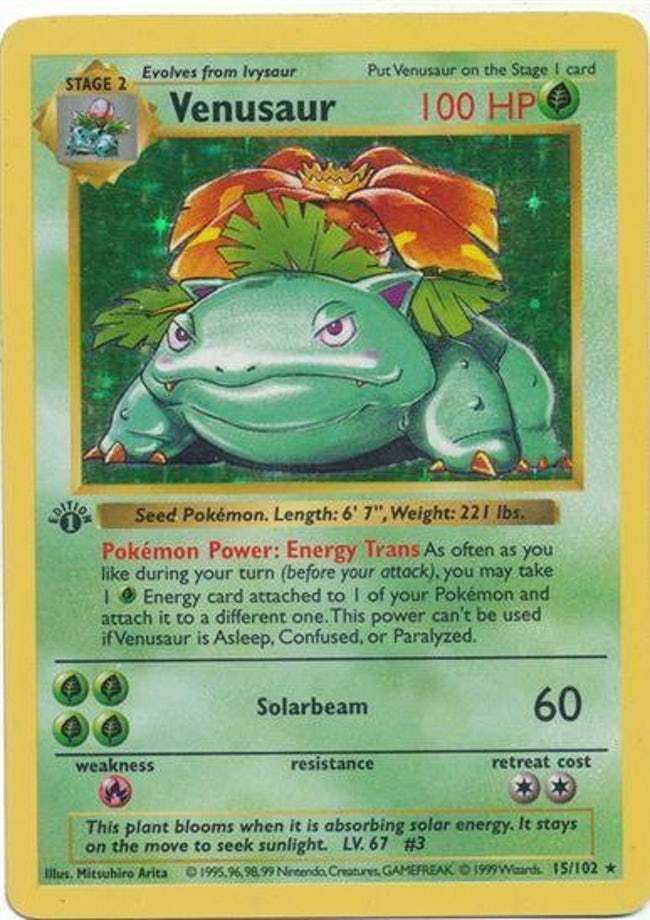 STAGE 2
Evolves from Ivysaur
Put Venusaur on the Stage 1 card
Venusaur
100 HP
EDITION
1
Seed Pokémon. Length: 6' 7", Weight: 221 lbs.
Pokémon Power: Energy Trans As often as you
like during your turn (before your attack), you may take
1 Energy card attached to 1 of your Pokémon and
attach it to a different one. This power can't be used
if Venusaur is Asleep, Confused, or Paralyzed.
Solarbeam
60
weakness
resistance
retreat cost
This plant blooms when it is absorbing solar energy. It stays
on the move to seek sunlight. LV. 67 #3
Illus. Mitsuhiro Arita © 1995, 96, 98, 99 Nintendo, Creatures, GAMEFREAK. © 1999 Wizards. 15/102 ★